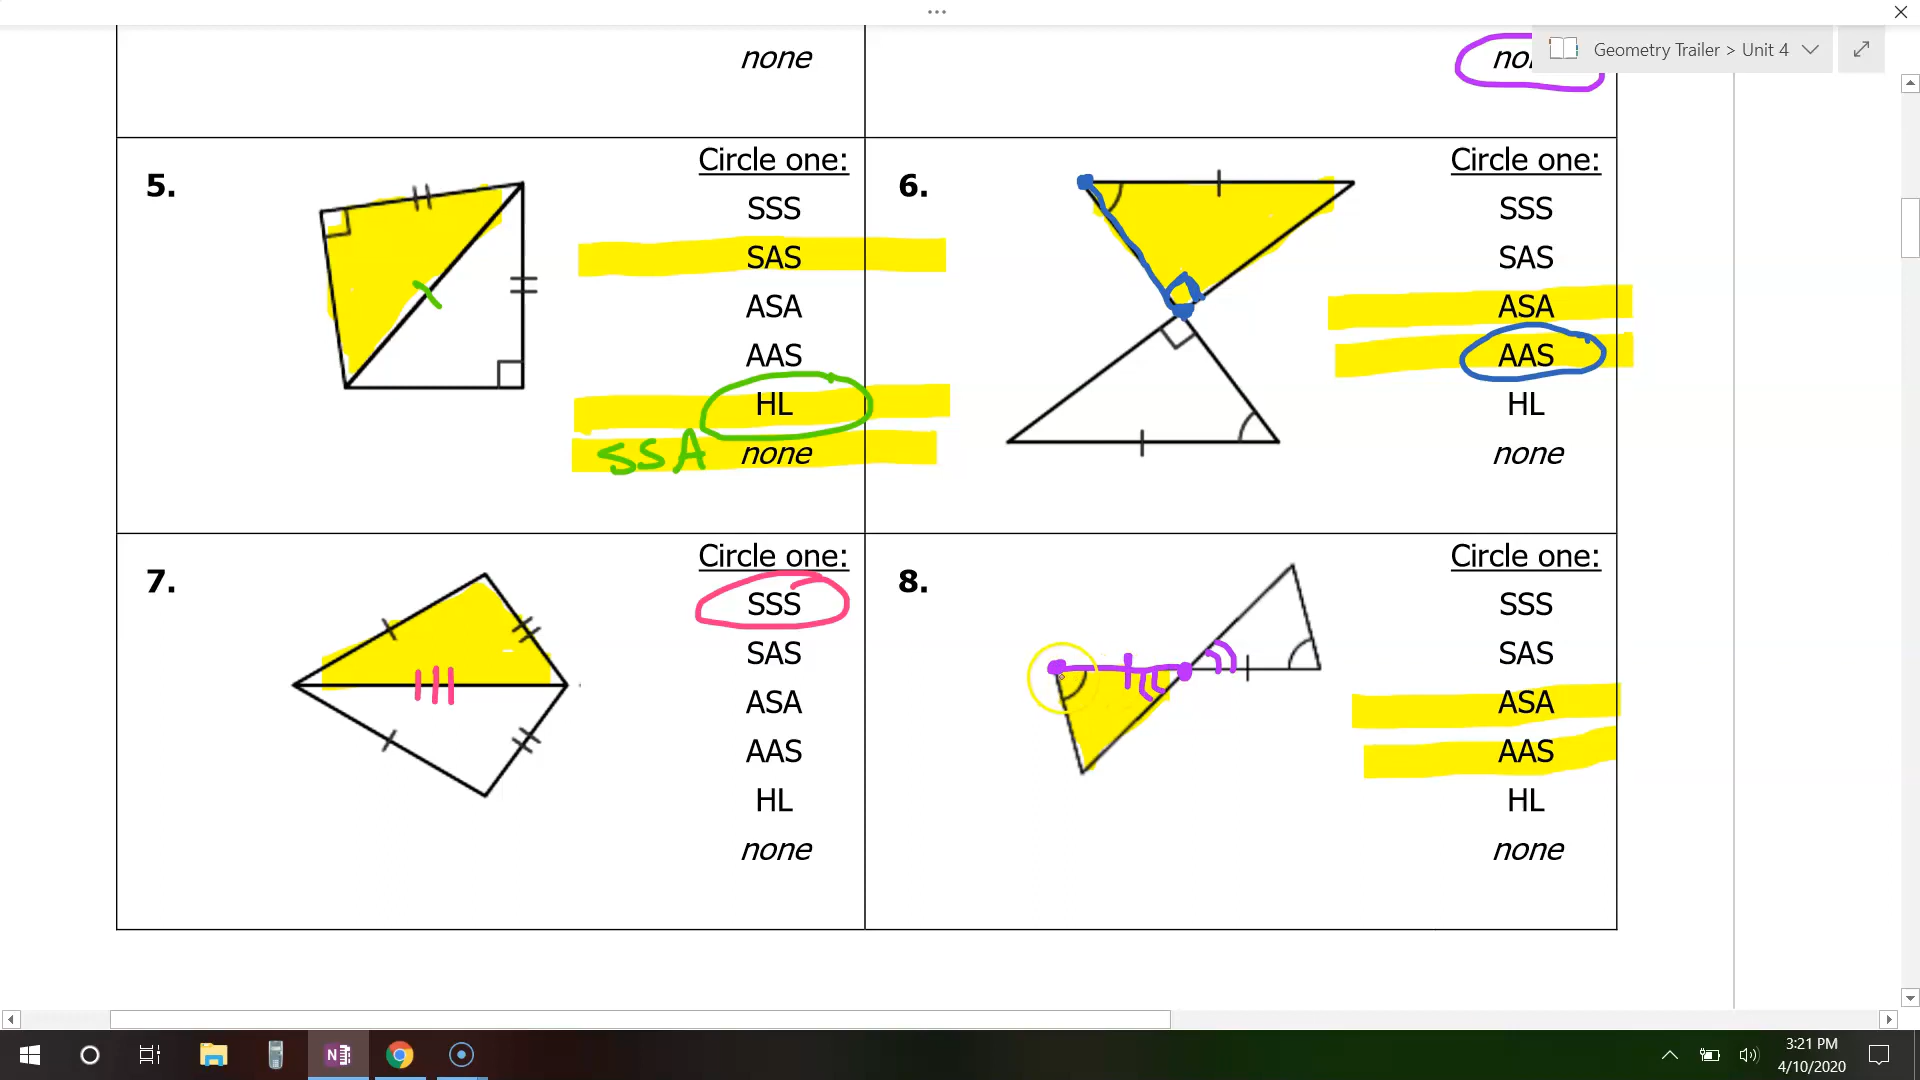 none
no
Geometry Trailer > Unit 4
5.
Circle one:
SSS
SAS
ASA
AAS
HL
SSA none
6.
Circle one:
SSS
SAS
ASA
AAS
HL
none
7.
Circle one:
SSS
SAS
ASA
AAS
HL
none
8.
Circle one:
SSS
SAS
ASA
AAS
HL
none
N
3:21 PM
4/10/2020